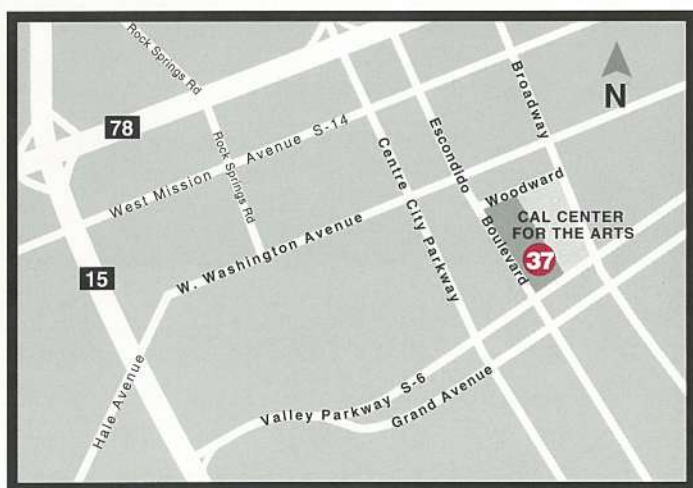 Rock Springs Rd
78
West Mission Avenue S-14
Rock Springs Rd
W. Washington Avenue
Centre City Parkway
Escondido Boulevard
Broadway
N
Woodward
CAL CENTER
FOR THE ARTS
37
15
Hale Avenue
Valley Parkway S-6
Grand Avenue